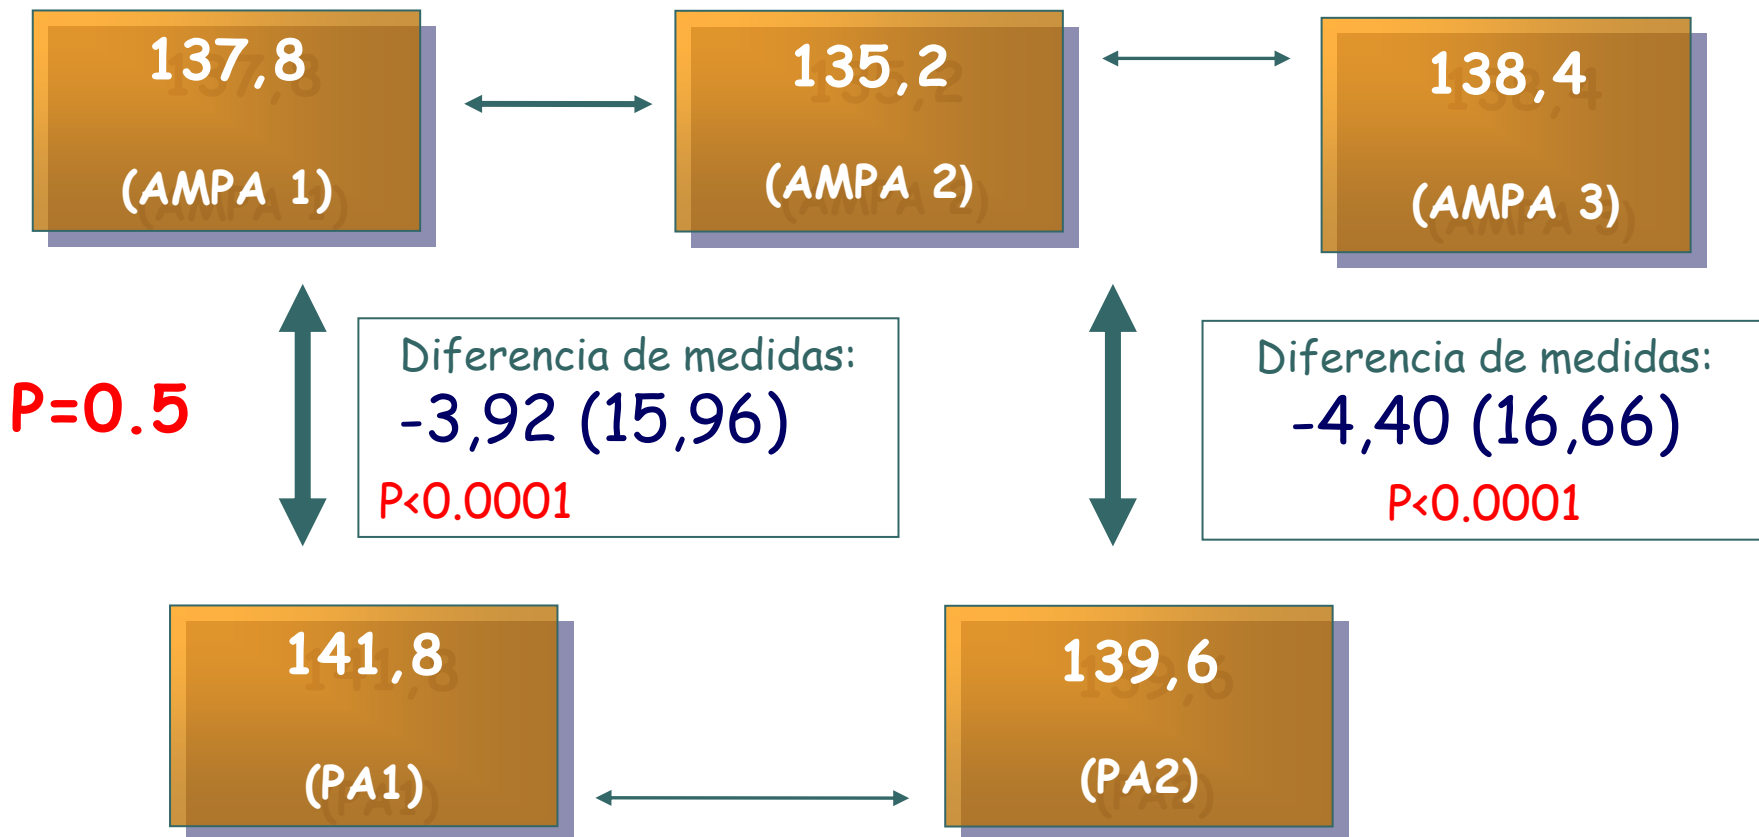 137,8
(AMPA 1)
135,2
(AMPA 2)
138,4
(AMPA 3)
P=0.5
Diferencia de medidas:
-3,92 (15,96)
P<0.0001
Diferencia de medidas:
-4,40 (16,66)
P<0.0001
141,8
(PA1)
139,6
(PA2)